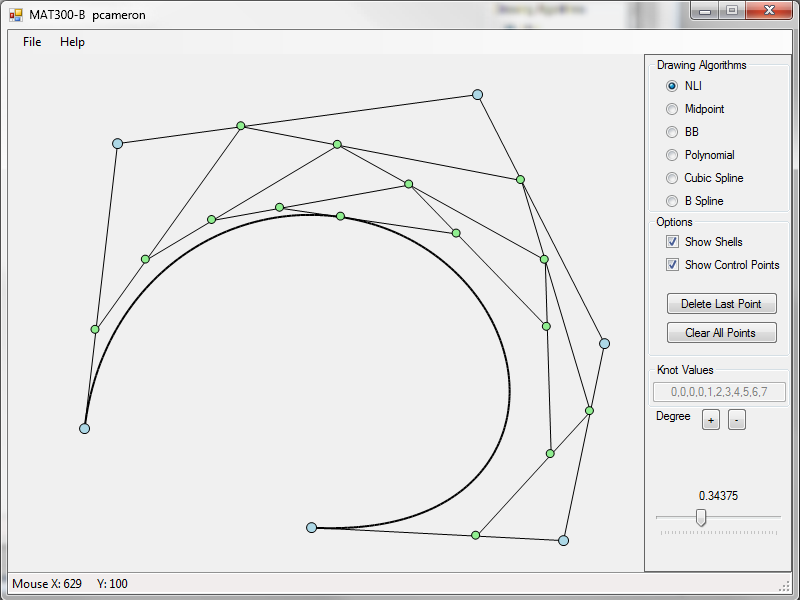 MAT300-B pcameron
File Help
Drawing Algorithms
NLI
Midpoint
BB
Polynomial
Cubic Spline
B Spline
Options
Show Shells
Show Control Points
Delete Last Point
Clear All Points
Knot Values
0,0,0,0,1,2,3,4,5,6,7
Degree + -
0.34375
Mouse X: 629 Y: 100